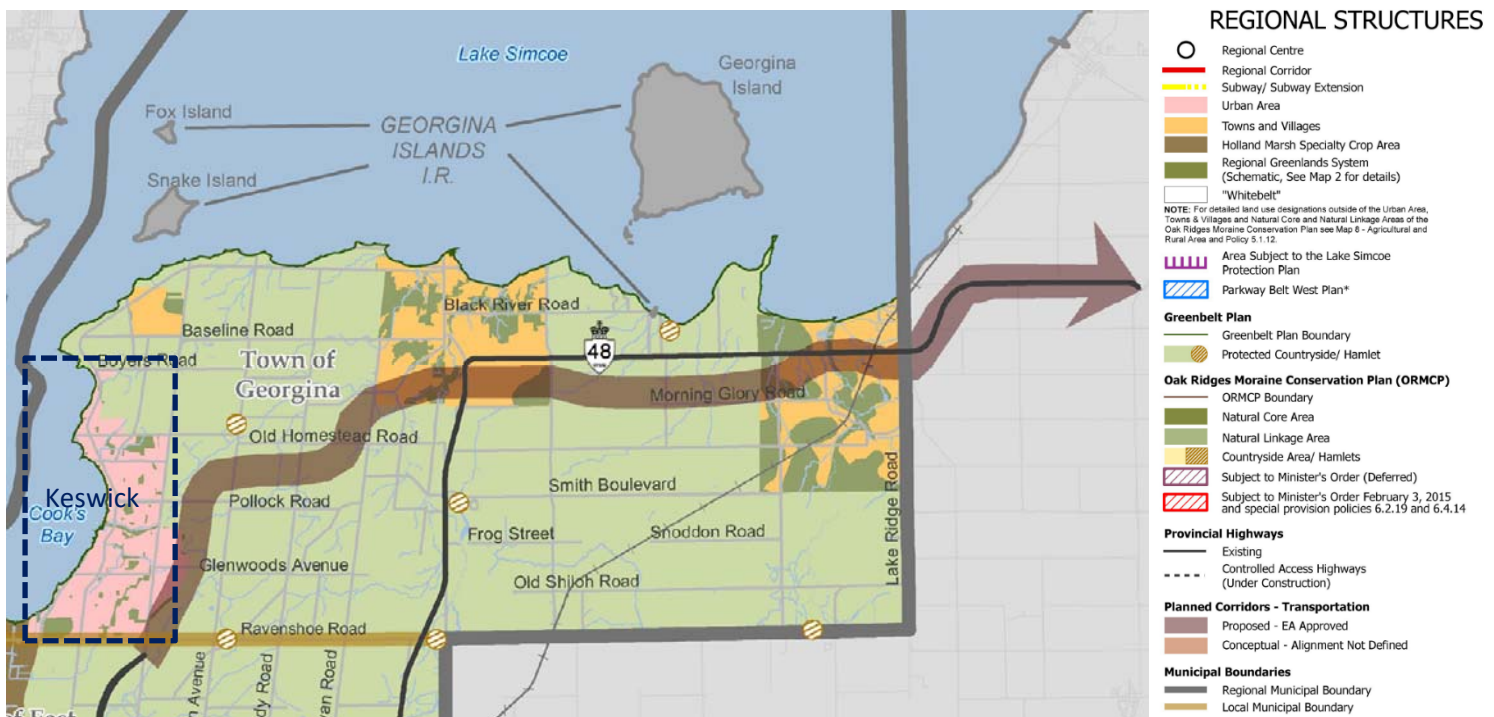 Lake Simcoe
Georgina
Island
Fox Island
GEORGINA
ISLANDS
I.R.
Snake Island
Black River Road
Baseline Road
48
Boyers Road
Town of
Georgina
Morning Glory Road
Old Homestead Road
Keswick
Smith Boulevard
Pollock Road
Cook's
Bay
Frog Street
Snoddon Road
Lake Ridge Road
Glenwoods Avenue
Old Shiloh Road
Ravenshoe Road
Avenue
dy Road
van Road
of East
REGIONAL STRUCTURES
Regional Centre
Regional Corridor
Subway/ Subway Extension
Urban Area
Towns and Villages
Holland Marsh Specialty Crop Area
Regional Greenlands System
(Schematic, See Map 2 for details)
"Whitebelt"
NOTE: For detailed land use designations outside of the Urban Area,
Towns & Villages and Natural Core and Natural Linkage Areas of the
Oak Ridges Moraine Conservation Plan see Map 8 - Agricultural and
Rural Area and Policy 5.1.12.
Area Subject to the Lake Simcoe
Protection Plan
Parkway Belt West Plan*
Greenbelt Plan
Greenbelt Plan Boundary
Protected Countryside/ Hamlet
Oak Ridges Moraine Conservation Plan (ORMCP)
ORMCP Boundary
Natural Core Area
Natural Linkage Area
Countryside Area/ Hamlets
Subject to Minister's Order (Deferred)
Subject to Minister's Order February 3, 2015
and special provision policies 6.2.19 and 6.4.14
Provincial Highways
Existing
Controlled Access Highways
(Under Construction)
Planned Corridors - Transportation
Proposed - EA Approved
Conceptual - Alignment Not Defined
Municipal Boundaries
Regional Municipal Boundary
Local Municipal Boundary